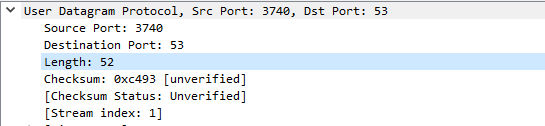 User Datagram Protocol, Src Port: 3740, Dst Port: 53
Source Port: 3740
Destination Port: 53
Length: 52
Checksum: 0xc493 [unverified]
[Checksum Status: Unverified]
[Stream index: 1]